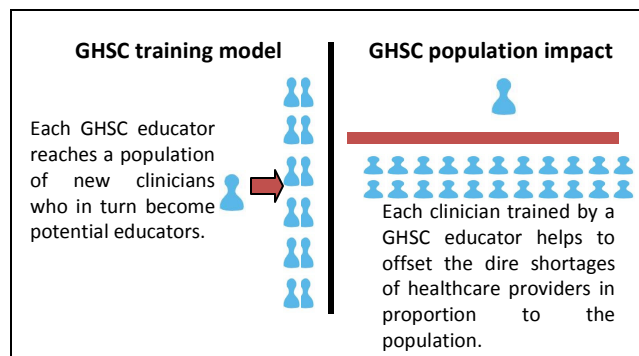 GHSC training model
Each GHSC educator
reaches a population
of new clinicians
who in turn become
potential educators.
GHSC population impact
Each clinician trained by a
GHSC educator helps to
offset the dire shortages
of healthcare providers in
proportion to the
population.